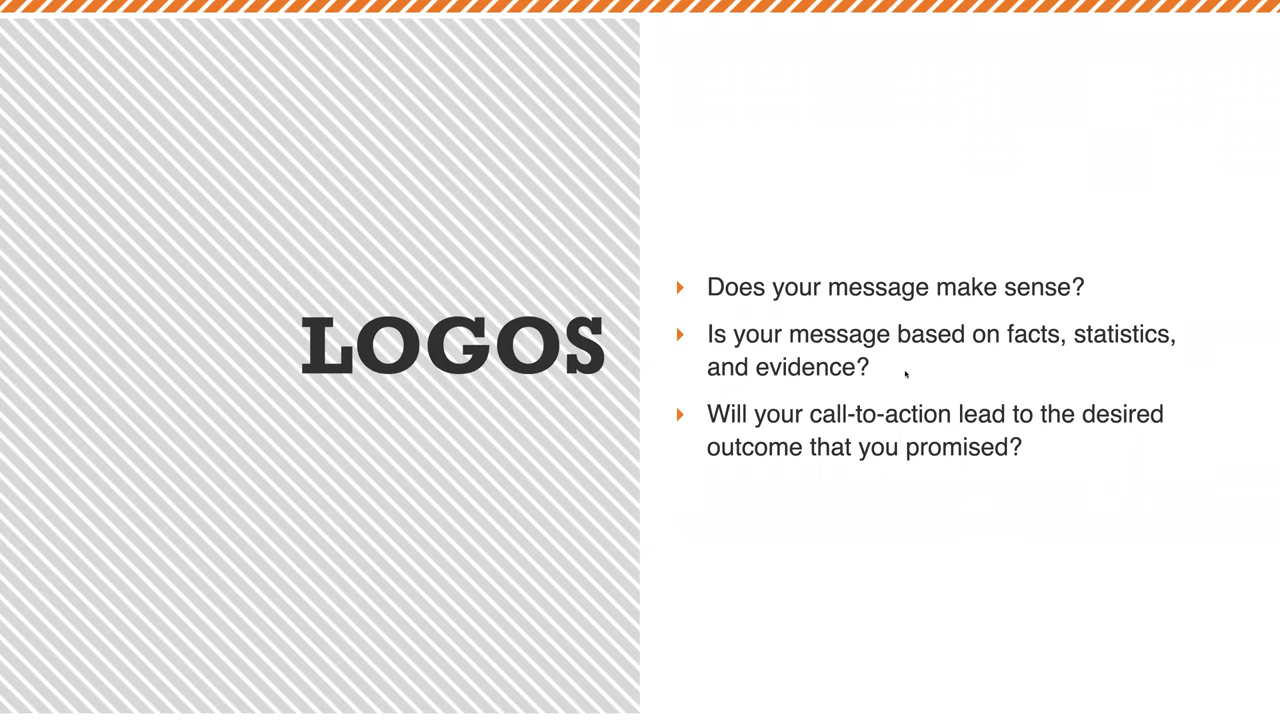 LOGOS
Does your message make sense?
Is your message based on facts, statistics,
and evidence?
Will your call-to-action lead to the desired
outcome that you promised?